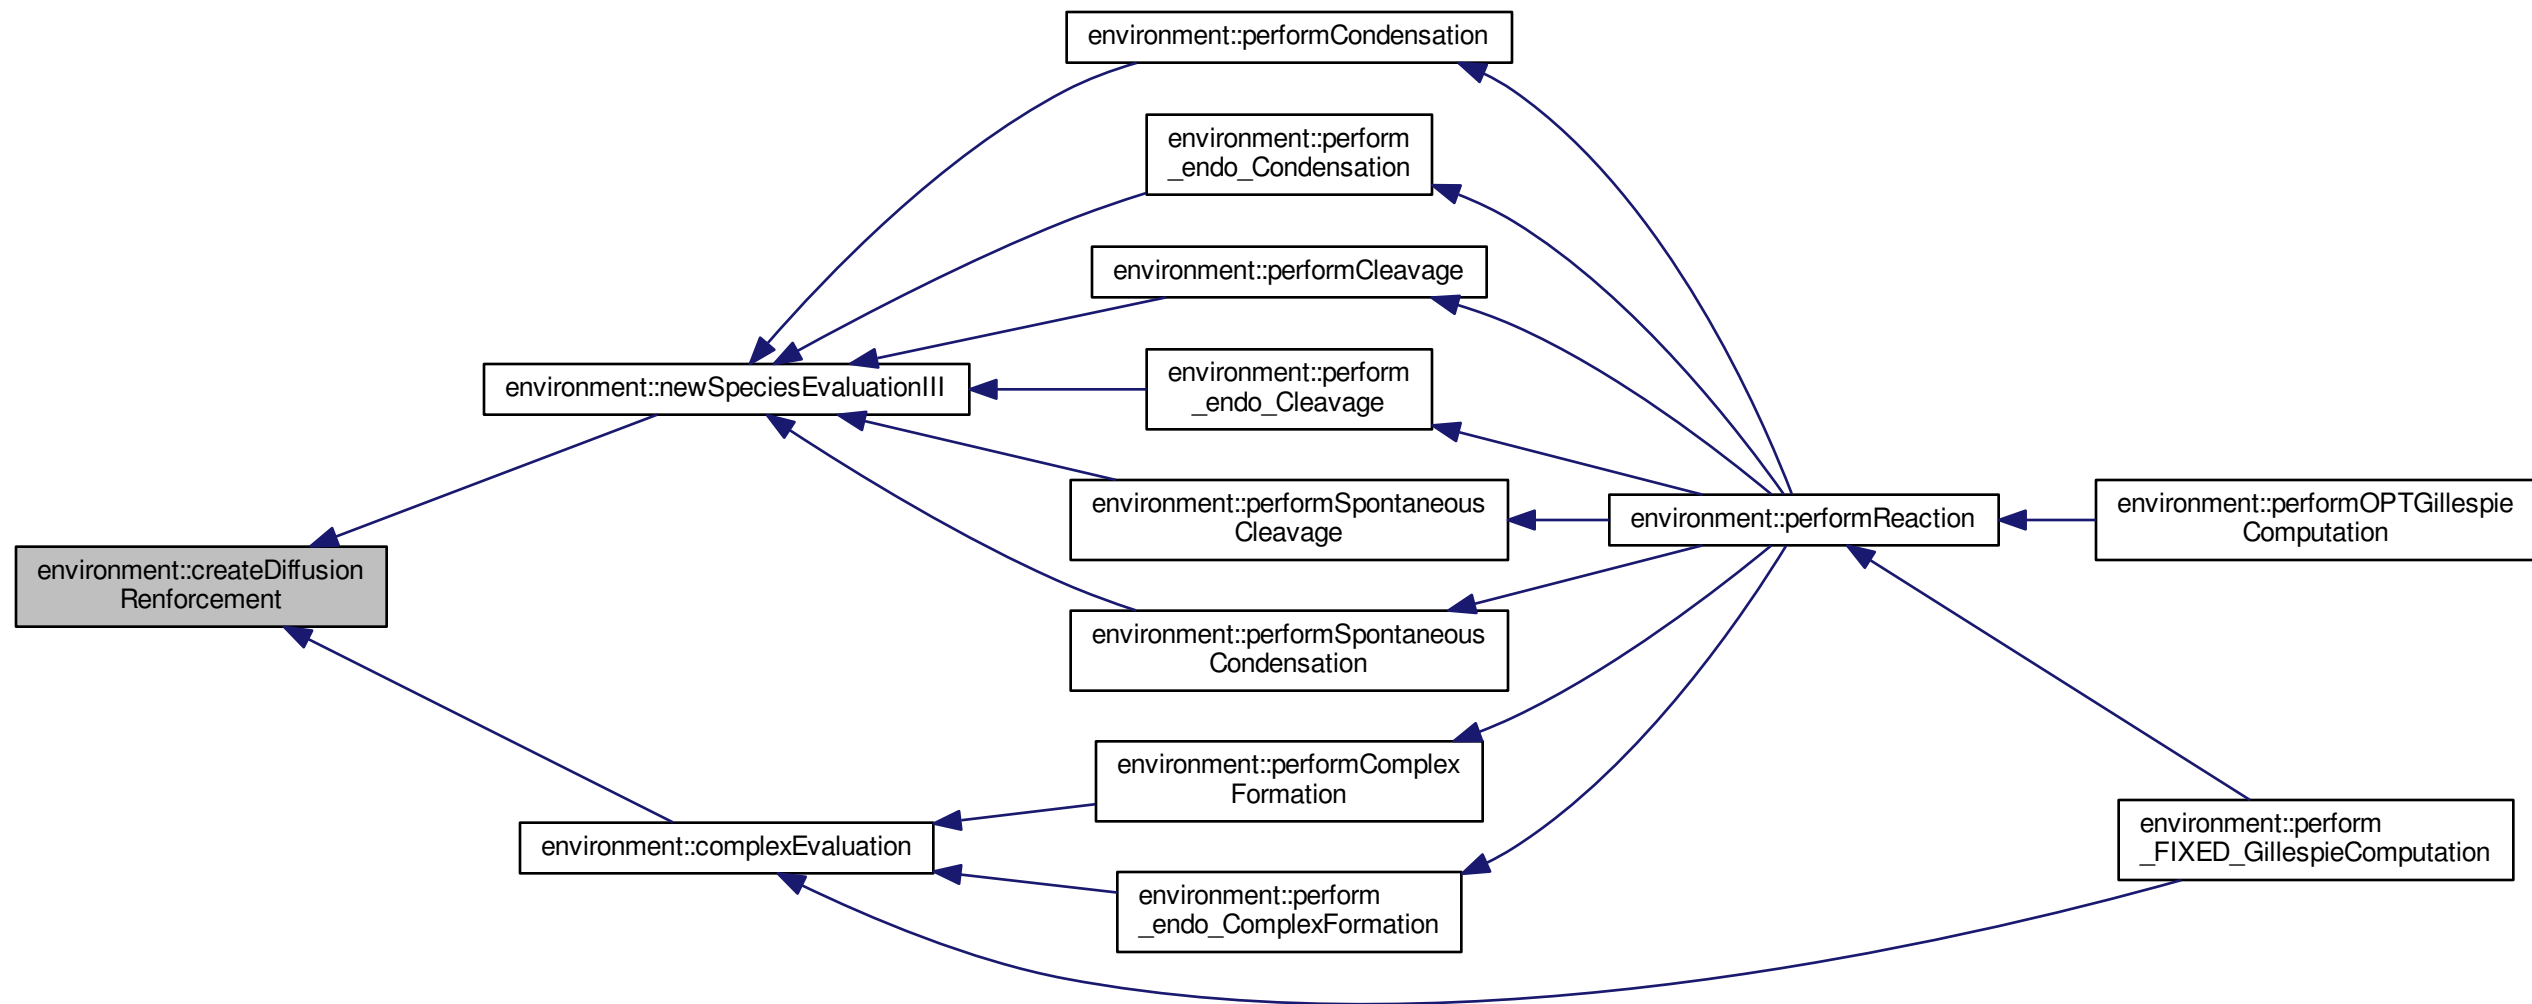 environment::performCondensation
environment::perform
_endo_Condensation
environment::performCleavage
environment::perform
_endo_Cleavage
environment::newSpeciesEvaluationIII
environment::performSpontaneous
Cleavage
environment::performReaction
environment::performOPTGillespie
Computation
environment::createDiffusion
Renforcement
environment::performSpontaneous
Condensation
environment::performComplex
Formation
environment::complexEvaluation
environment::perform
_FIXED_GillespieComputation
environment::perform
_endo_ComplexFormation